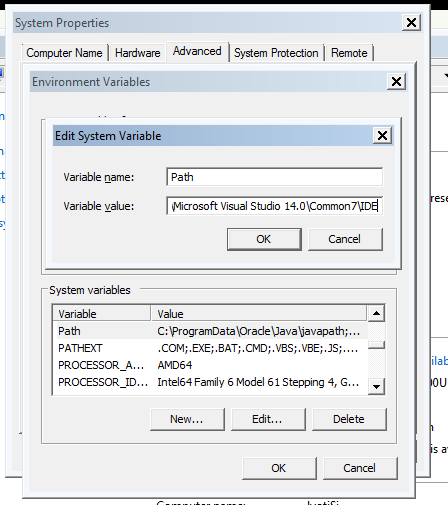 System Properties
Computer Name Hardware Advanced System Protection Remote
Environment Variables
Edit System Variable
Variable name: Path
Variable value: \Microsoft Visual Studio 14.0\Common7\IDE
OK Cancel
System variables
Variable Value
Path C:\ProgramData\Oracle\Java\javapath;...
PATHEXT .COM;.EXE;.BAT;.CMD;.VBS;.VBE;.JS;....
PROCESSOR_A... AMD64
PROCESSOR_ID... Intel64 Family 6 Model 61 Stepping 4, G...
New... Edit... Delete
OK Cancel